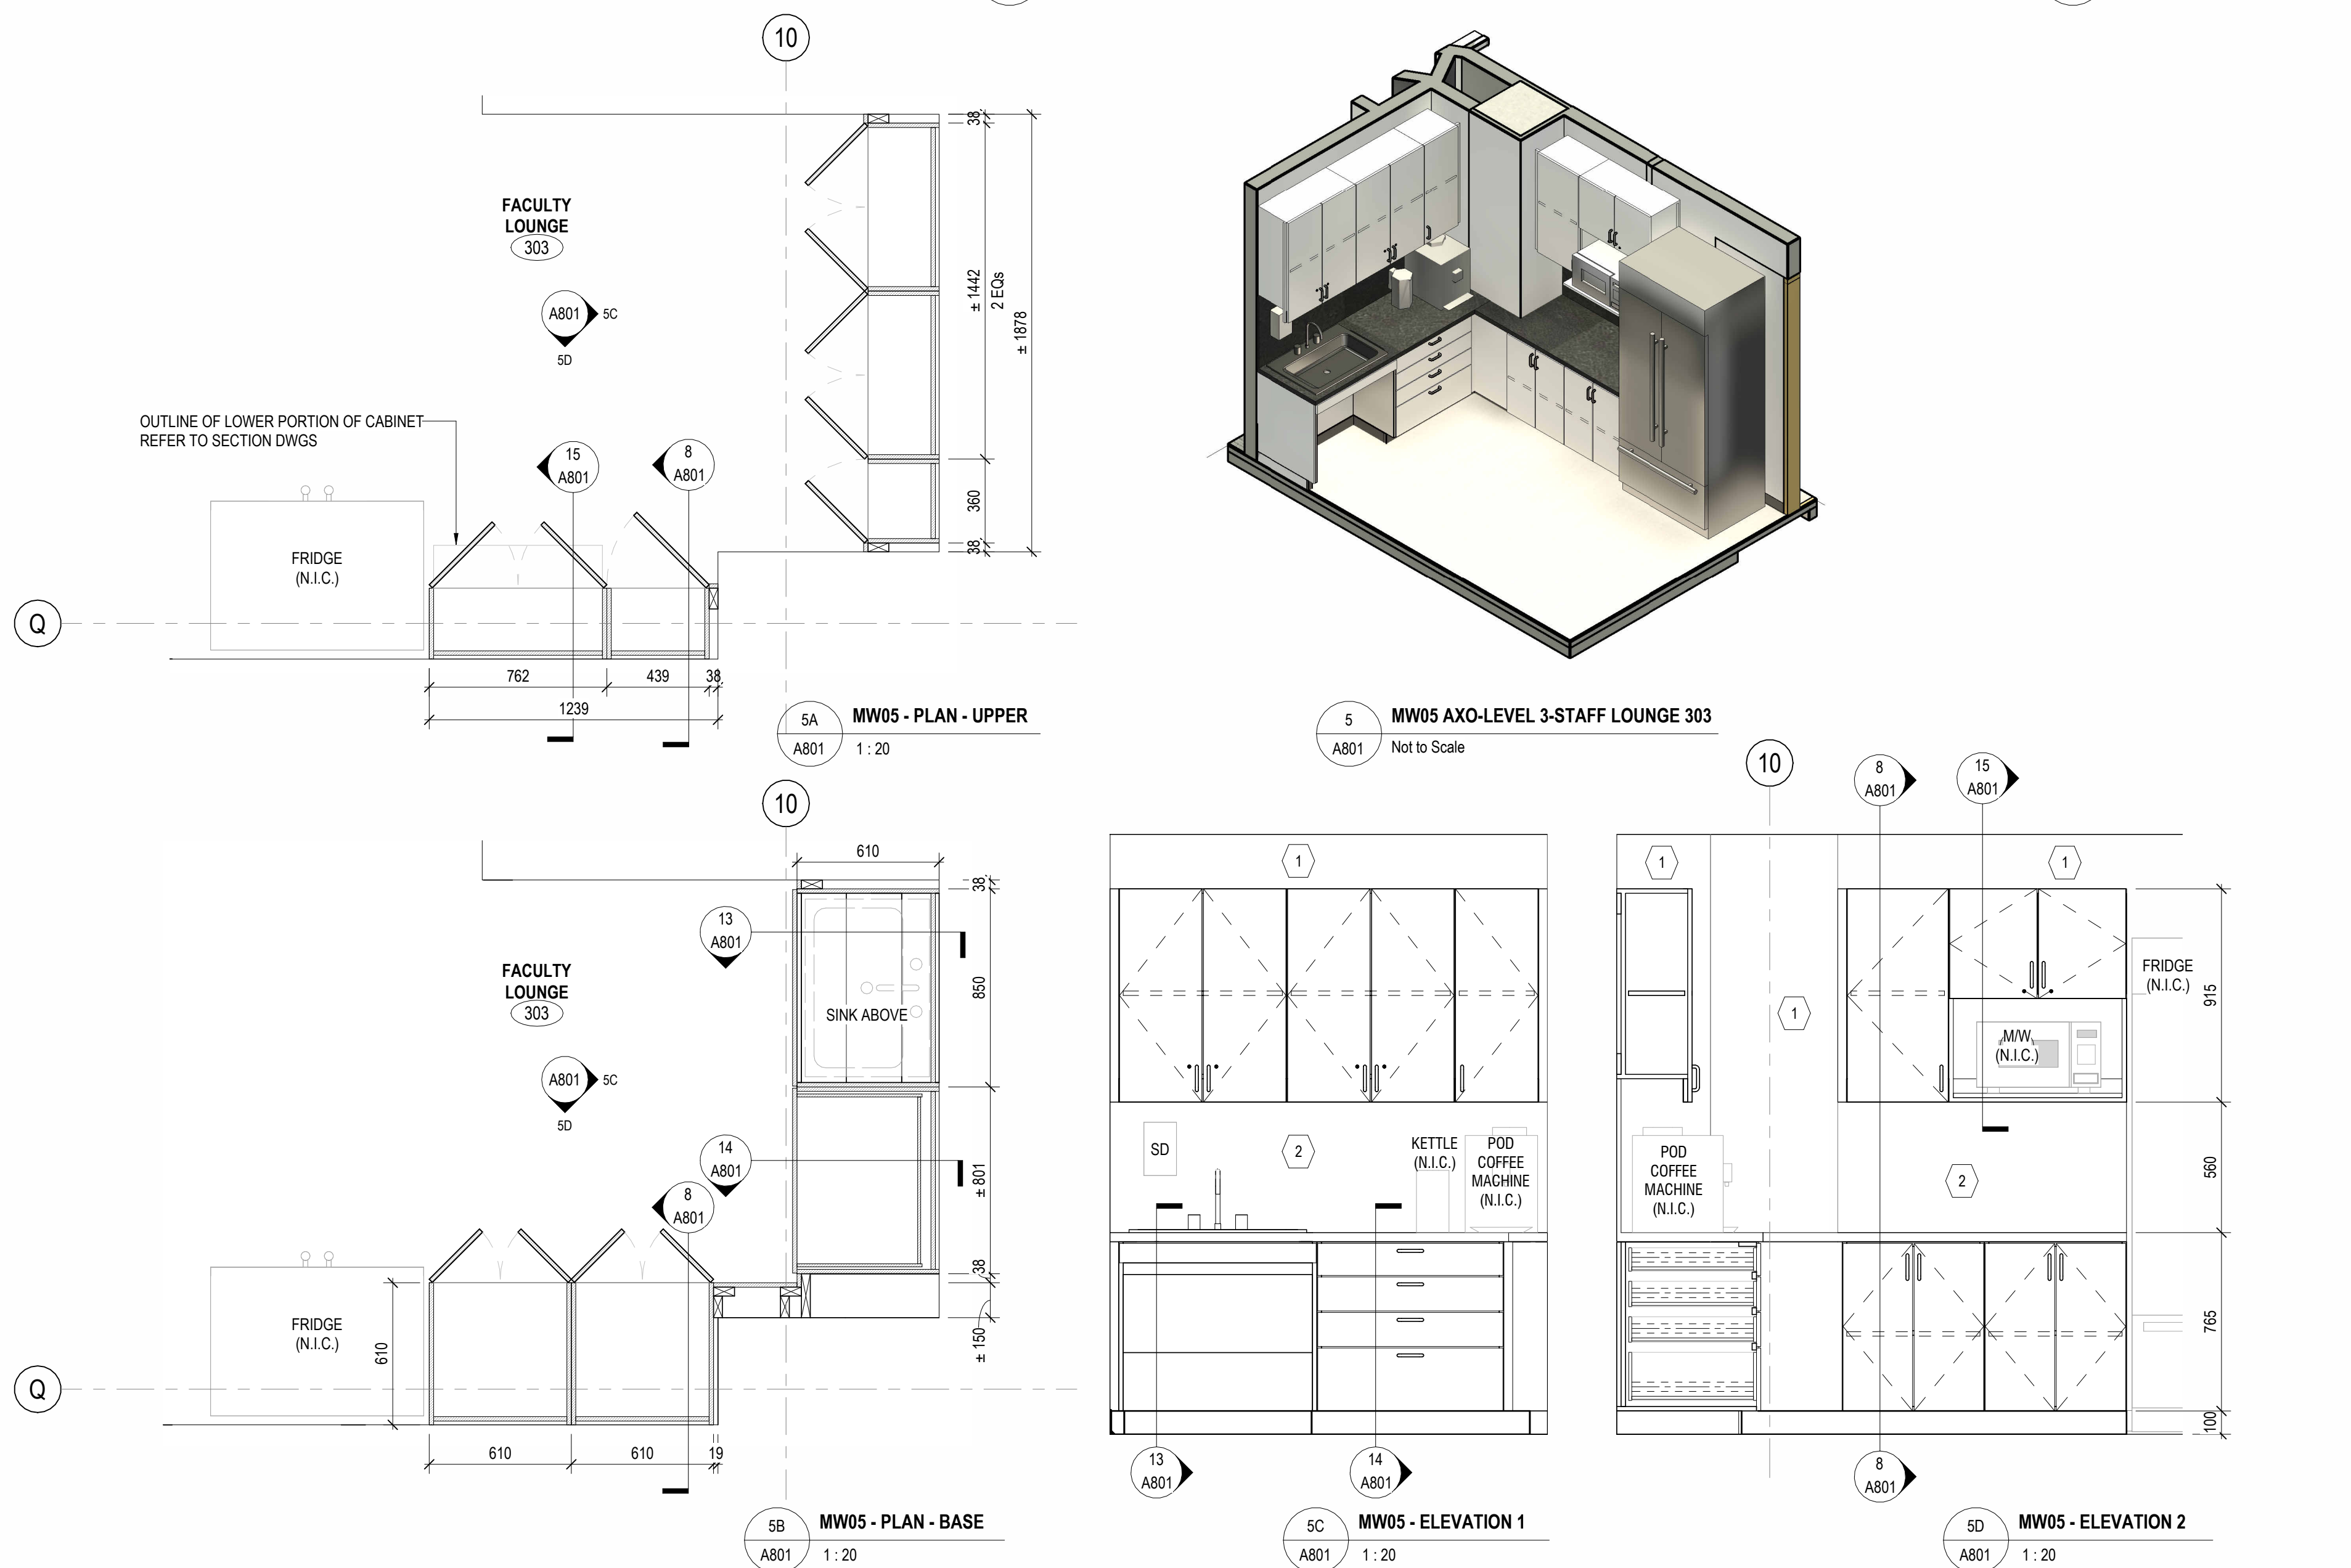 10
FACULTY
LOUNGE
303
A801
5C
5D
OUTLINE OF LOWER PORTION OF CABINET
REFER TO SECTION DWGS
15
A801
8
A801
FRIDGE
(N.I.C.)
Q
38
± 1442
2 EQs
± 1878
360
38
762
439
38
1239
5A
A801
MW05 - PLAN - UPPER
1 : 20
5
A801
MW05 AXO-LEVEL 3-STAFF LOUNGE 303
Not to Scale
10
610
38
13
A801
850
FACULTY
LOUNGE
303
SINK ABOVE
A801
5C
5D
14
A801
± 801
8
A801
38
± 150
FRIDGE
(N.I.C.)
610
Q
610
610
19
5B
A801
MW05 - PLAN - BASE
1 : 20
1
SD
2
KETTLE
(N.I.C.)
POD
COFFEE
MACHINE
(N.I.C.)
13
A801
14
A801
5C
A801
MW05 - ELEVATION 1
1 : 20
10
8
A801
15
A801
1
1
1
FRIDGE
(N.I.C.)
M/W
(N.I.C.)
POD
COFFEE
MACHINE
(N.I.C.)
2
915
560
765
100
8
A801
5D
A801
MW05 - ELEVATION 2
1 : 20